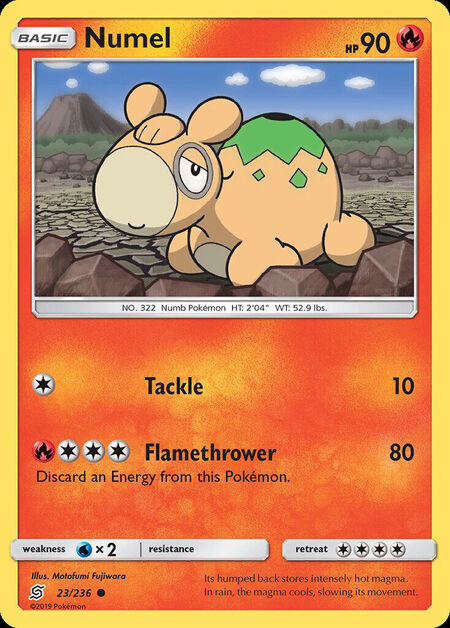 BASIC Numel HP 90
NO. 322 Numb Pokémon HT: 2'04" WT: 52.9 lbs.
Tackle 10
Flamethrower 80
Discard an Energy from this Pokémon.
weakness ×2 resistance retreat
Illus. Motofumi Fujiwara
23/236
©2019 Pokémon
Its humped back stores intensely hot magma.
In rain, the magma cools, slowing its movement.